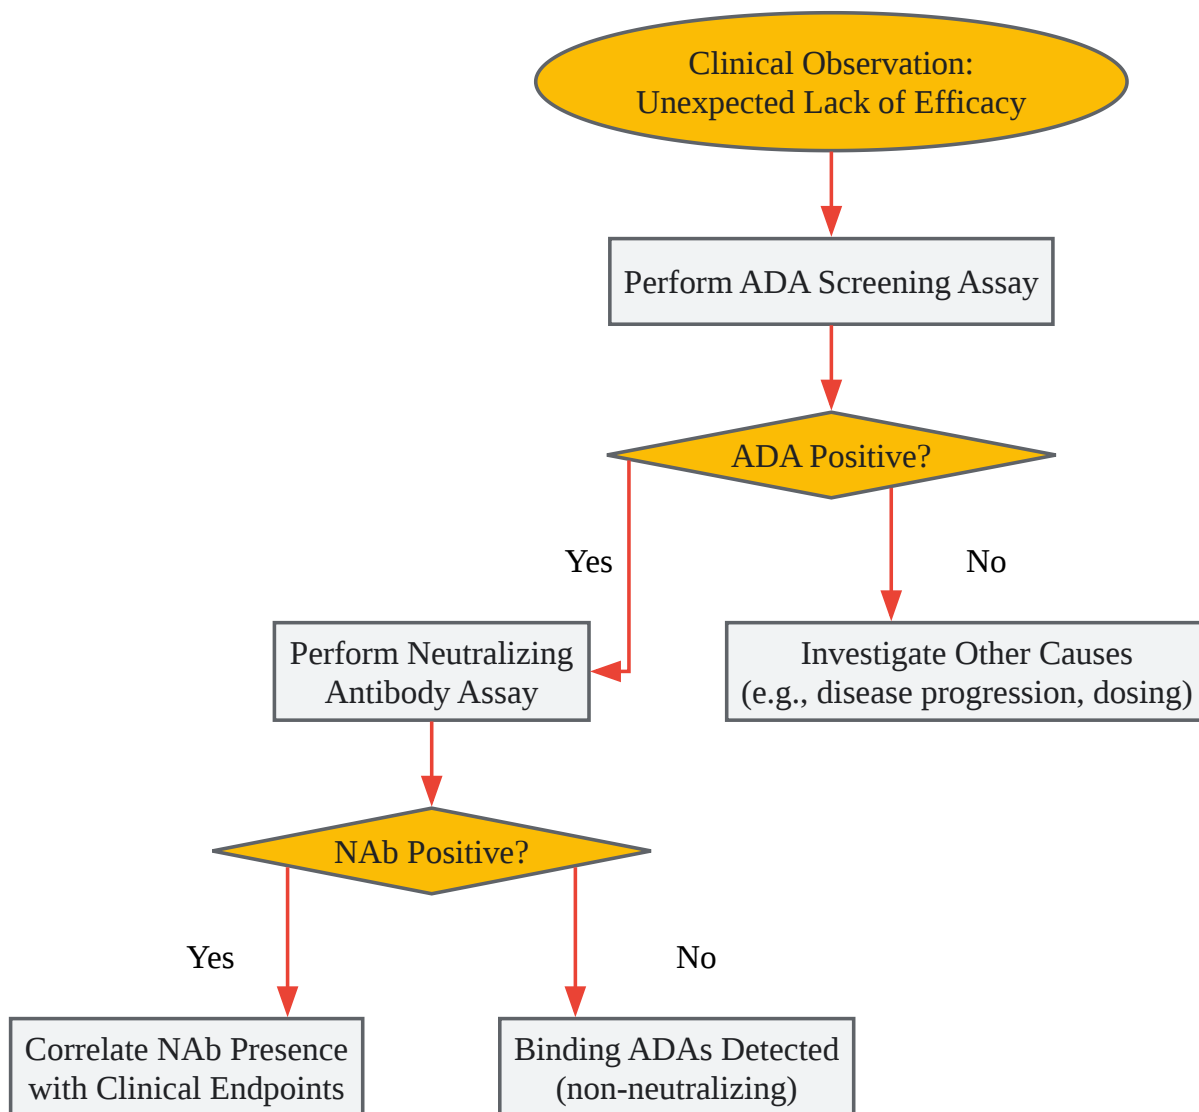 Clinical Observation:
Unexpected Lack of Efficacy
Perform ADA Screening Assay
ADA Positive?
Yes
No
Perform Neutralizing
Antibody Assay
Investigate Other Causes
(e.g., disease progression, dosing)
NAb Positive?
Yes
No
Correlate NAb Presence
with Clinical Endpoints
Binding ADAs Detected
(non-neutralizing)